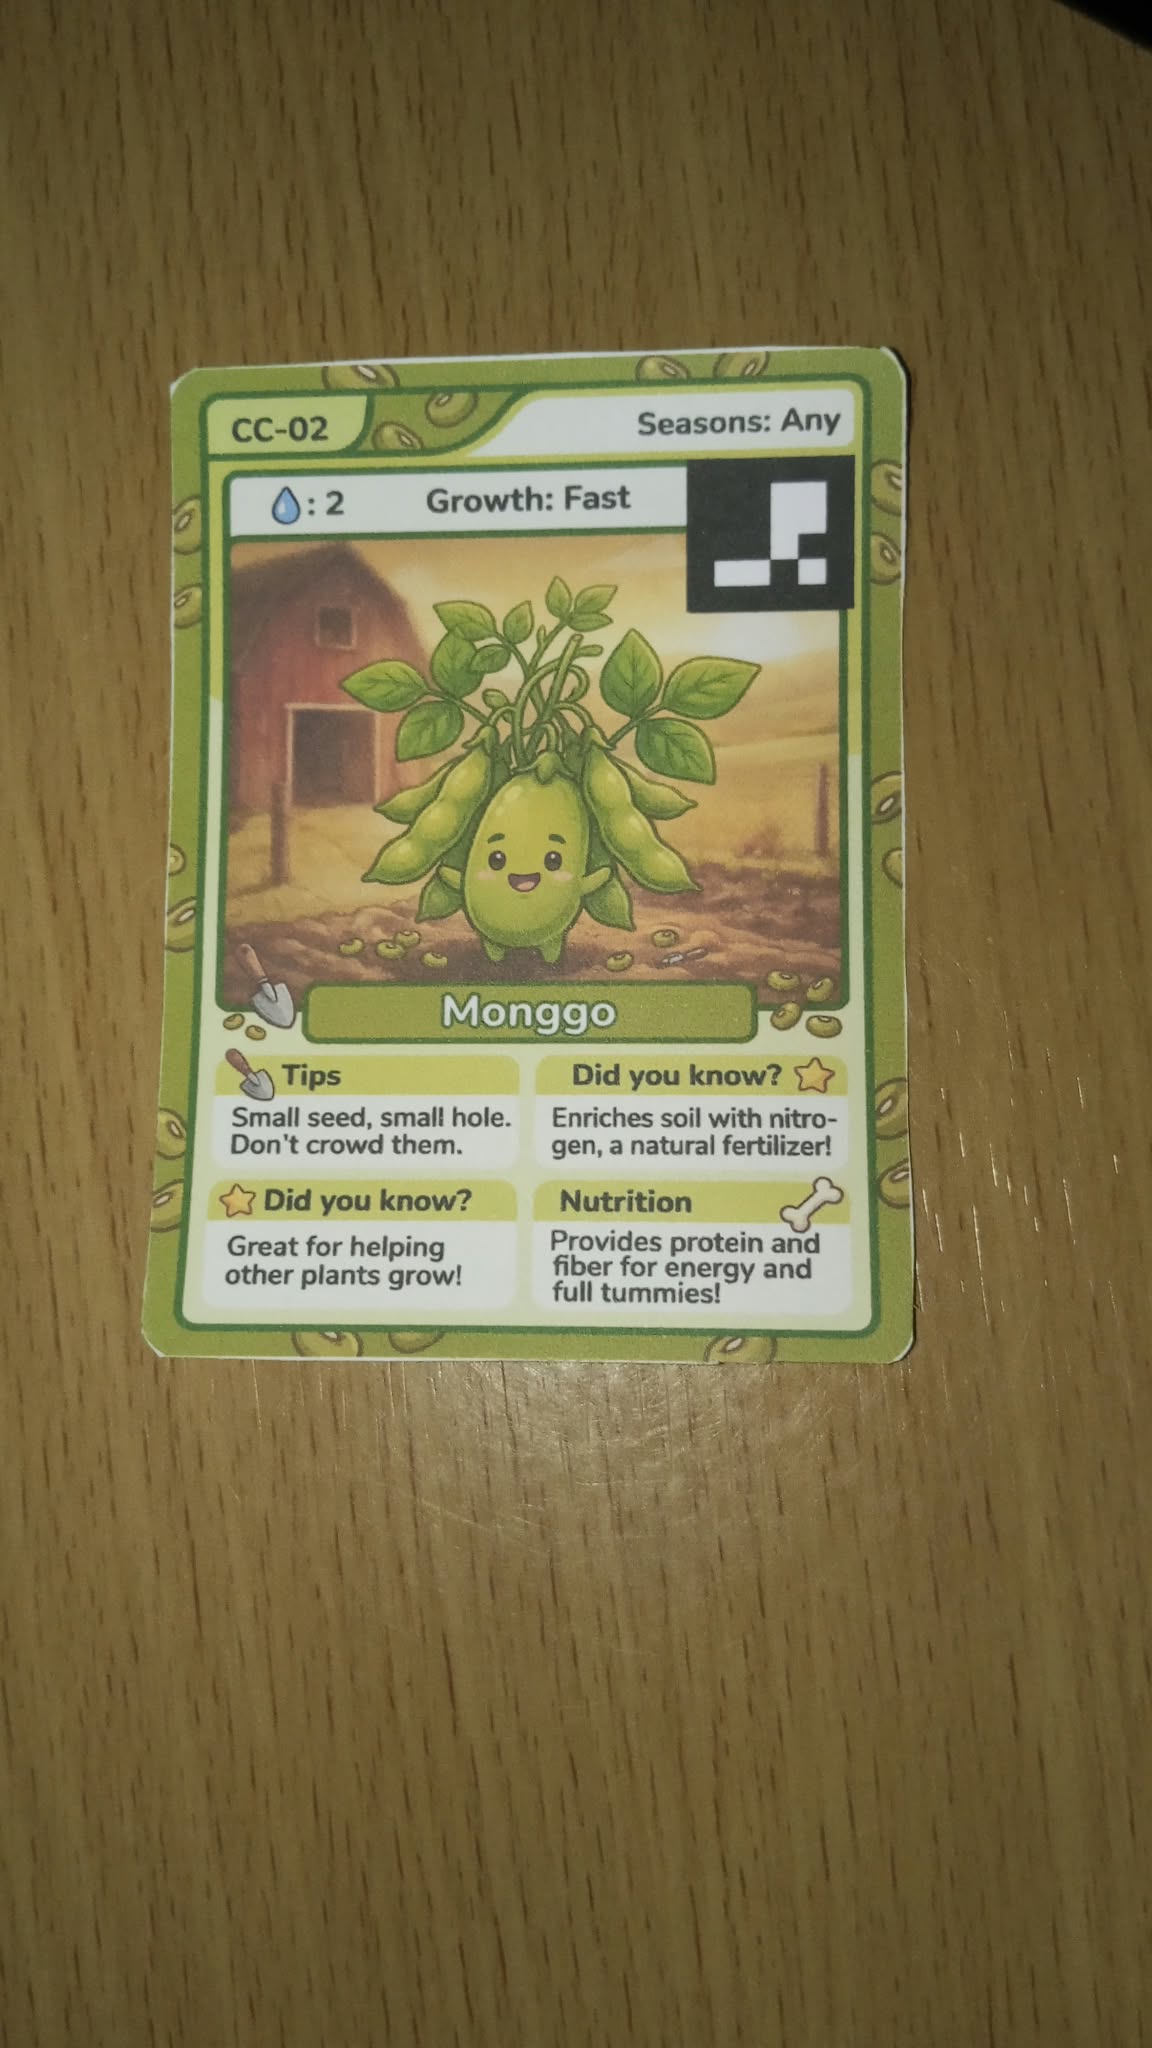 CC-02
Seasons: Any
: 2
Growth: Fast
Monggo
Tips
Small seed, small hole.
Don't crowd them.
Did you know?
Enriches soil with nitro-
gen, a natural fertilizer!
Did you know?
Great for helping
other plants grow!
Nutrition
Provides protein and
fiber for energy and
full tummies!